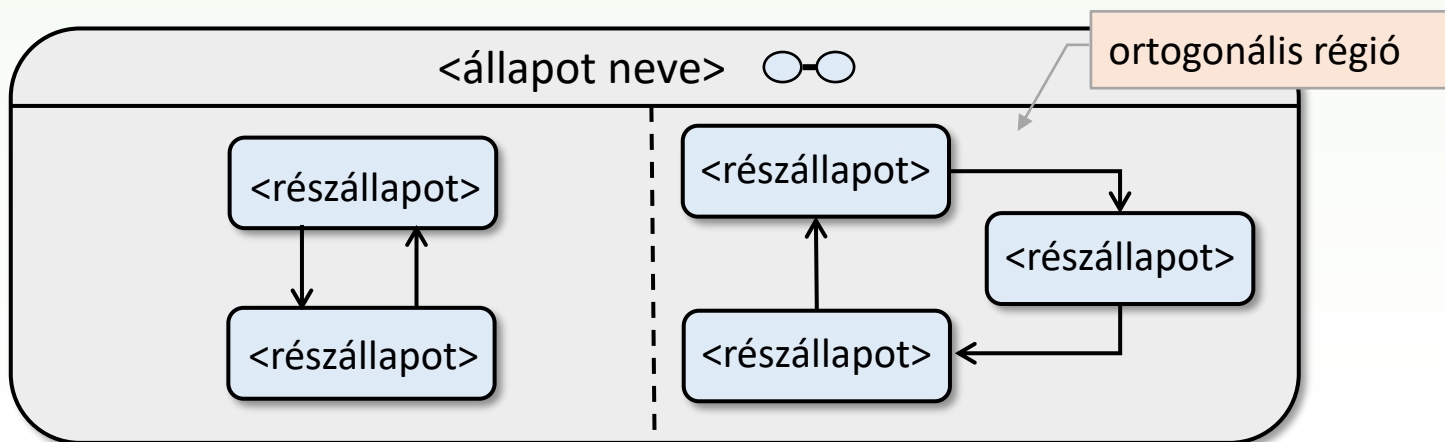 <állapot neve>
ortogonális régió
<részállapot>
<részállapot>
<részállapot>
<részállapot>
<részállapot>